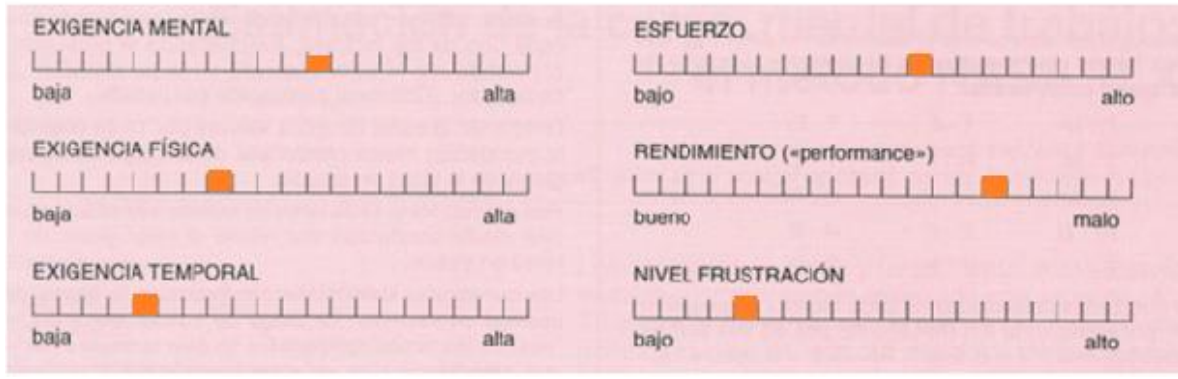 EXIGENCIA MENTAL
baja alta
EXIGENCIA FÍSICA
baja alta
EXIGENCIA TEMPORAL
baja alta
ESFUERZO
bajo alto
RENDIMIENTO («performance»)
bueno malo
NIVEL FRUSTRACIÓN
bajo alto